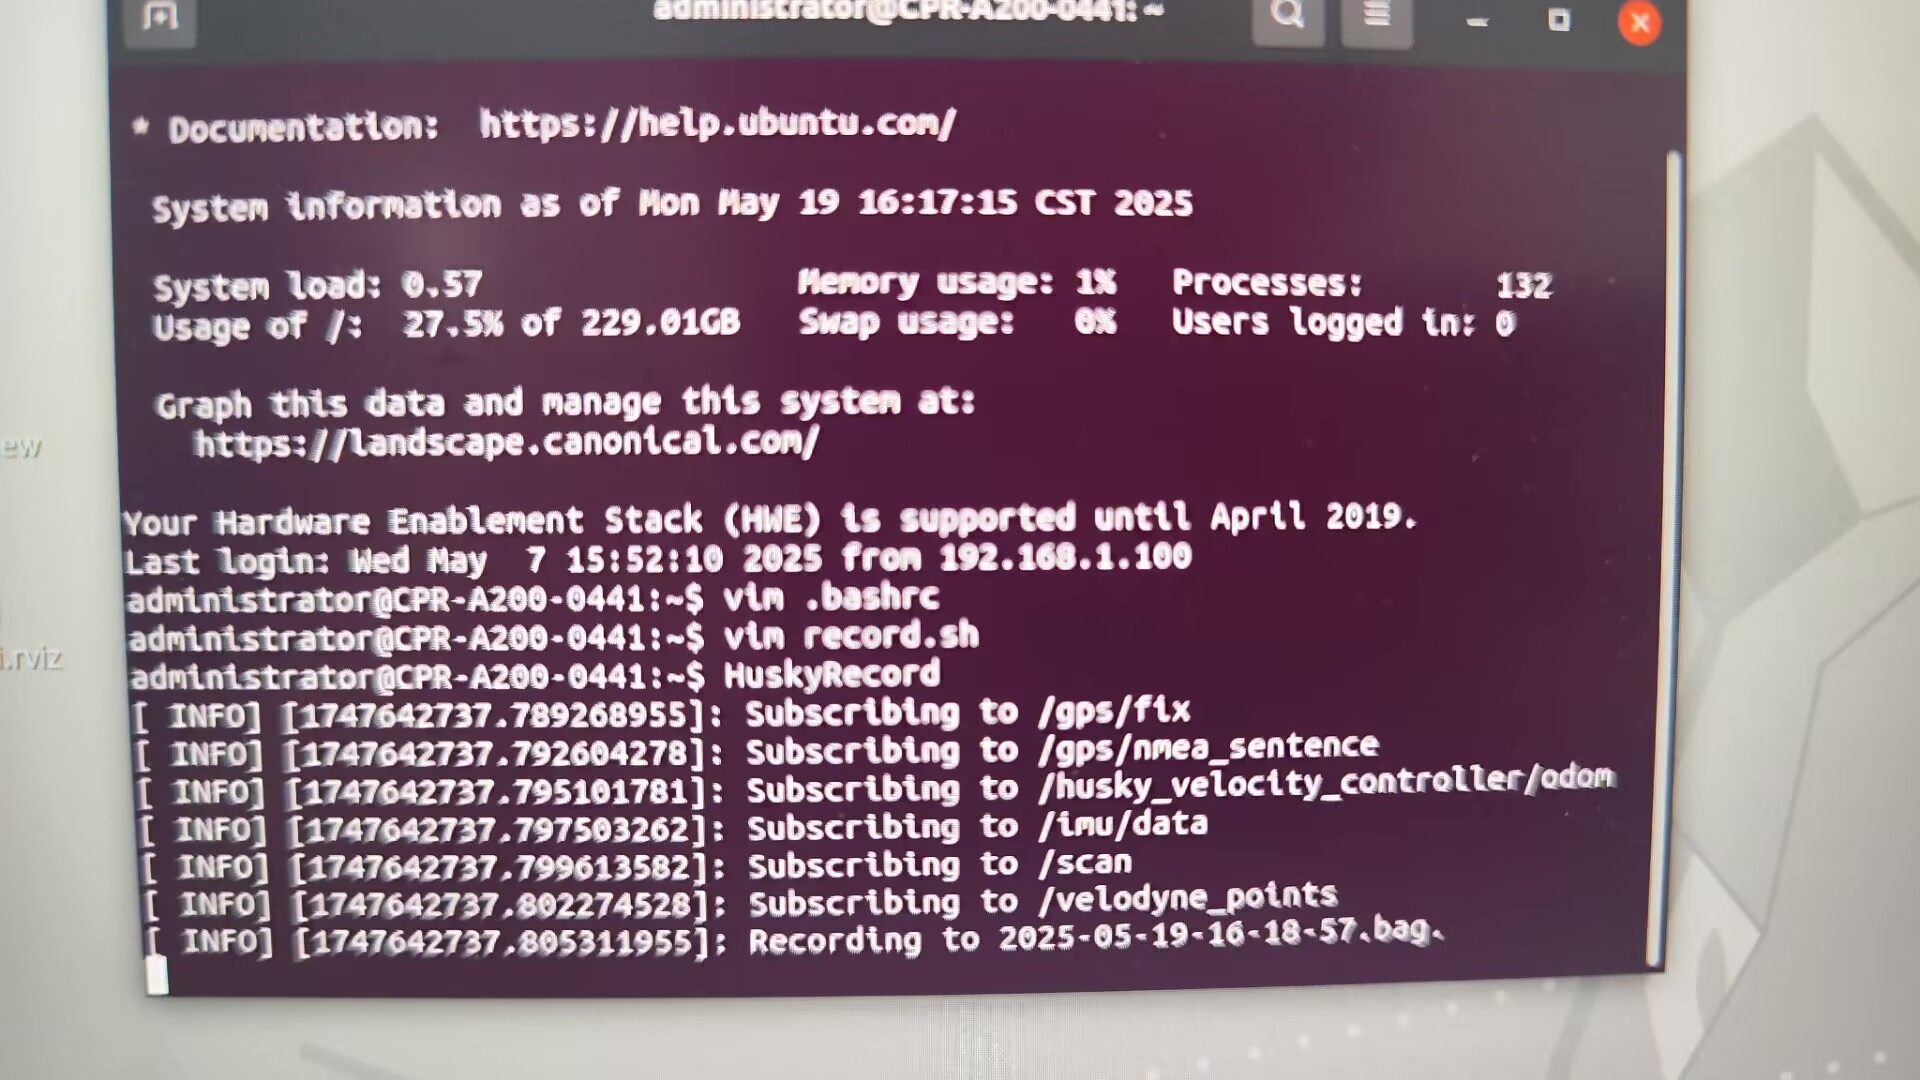 administrator@CPR-A200-0441: ~
* Documentation:  https://help.ubuntu.com/
System information as of Mon May 19 16:17:15 CST 2025
System load: 0.57 Memory usage: 1% Processes: 132
Usage of /: 27.5% of 229.01GB Swap usage: 0% Users logged in: 0
Graph this data and manage this system at:
https://landscape.canonical.com/
ew
Your Hardware Enablement Stack (HWE) is supported until April 2019.
Last login: Wed May  7 15:52:10 2025 from 192.168.1.100
administrator@CPR-A200-0441:~$ vim .bashrc
administrator@CPR-A200-0441:~$ vim record.sh
i.rviz
administrator@CPR-A200-0441:~$ HuskyRecord
[ INFO] [1747642737.789268955]: Subscribing to /gps/fix
[ INFO] [1747642737.792604278]: Subscribing to /gps/nmea_sentence
[ INFO] [1747642737.795101781]: Subscribing to /husky_velocity_controller/odom
[ INFO] [1747642737.797503262]: Subscribing to /imu/data
[ INFO] [1747642737.799613582]: Subscribing to /scan
[ INFO] [1747642737.802274528]: Subscribing to /velodyne_points
[ INFO] [1747642737.805311955]: Recording to 2025-05-19-16-18-57.bag.